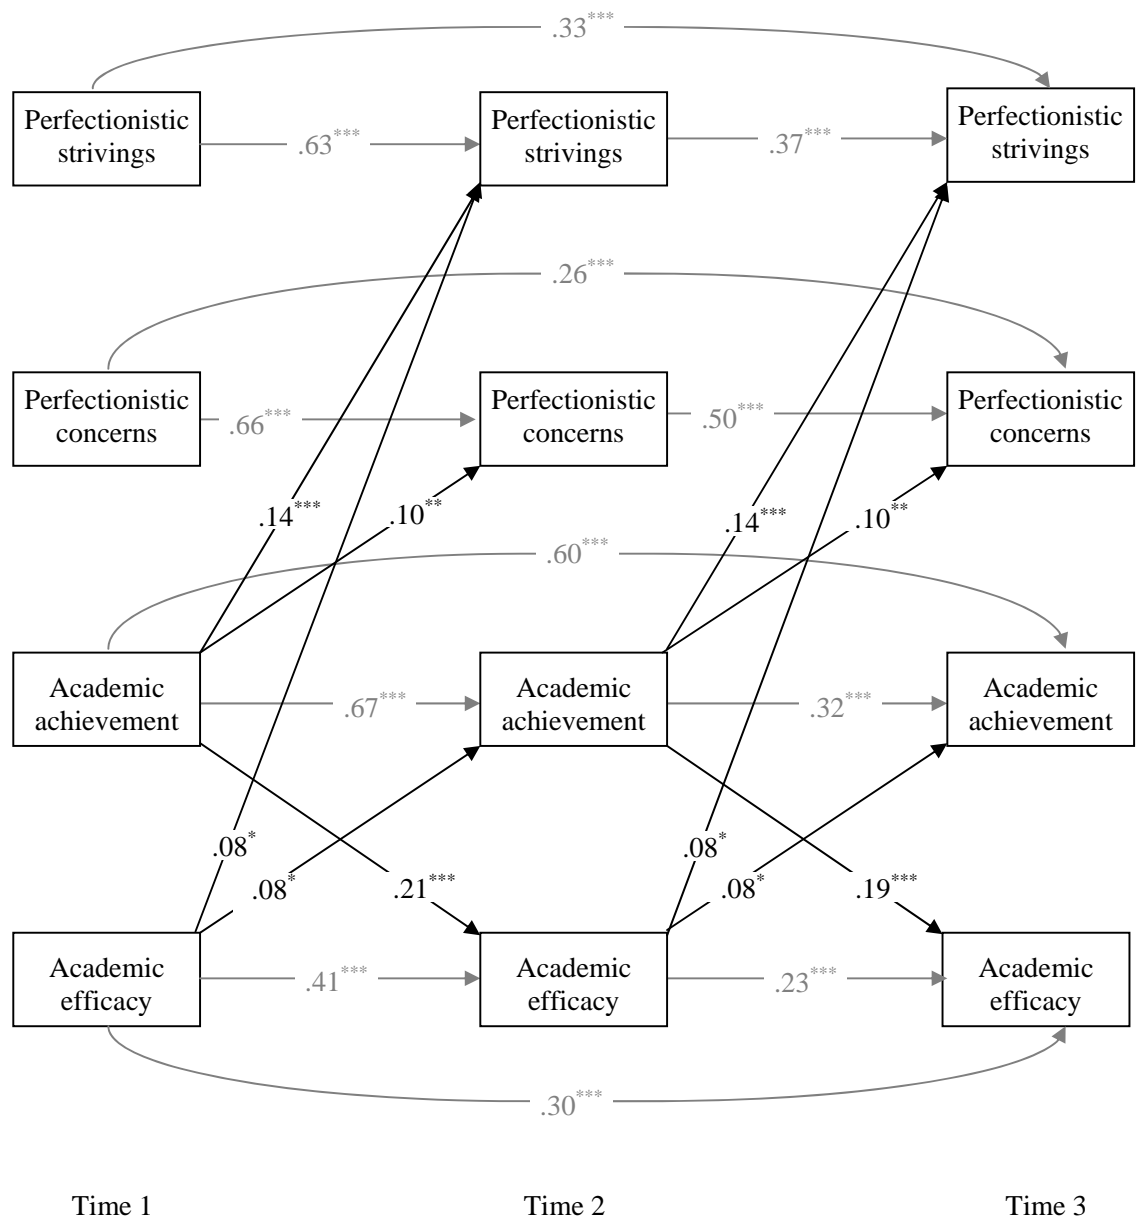 .33***
Perfectionistic
strivings
.63***
Perfectionistic
strivings
.37***
Perfectionistic
strivings
.26***
Perfectionistic
concerns
.66***
Perfectionistic
concerns
.50***
Perfectionistic
concerns
.14***
.10**
.14***
.10**
.60***
Academic
achievement
.67***
Academic
achievement
.32***
Academic
achievement
.08*
.08*
.21***
.08*
.08*
.19***
Academic
efficacy
.41***
Academic
efficacy
.23***
Academic
efficacy
.30***
Time 1
Time 2
Time 3